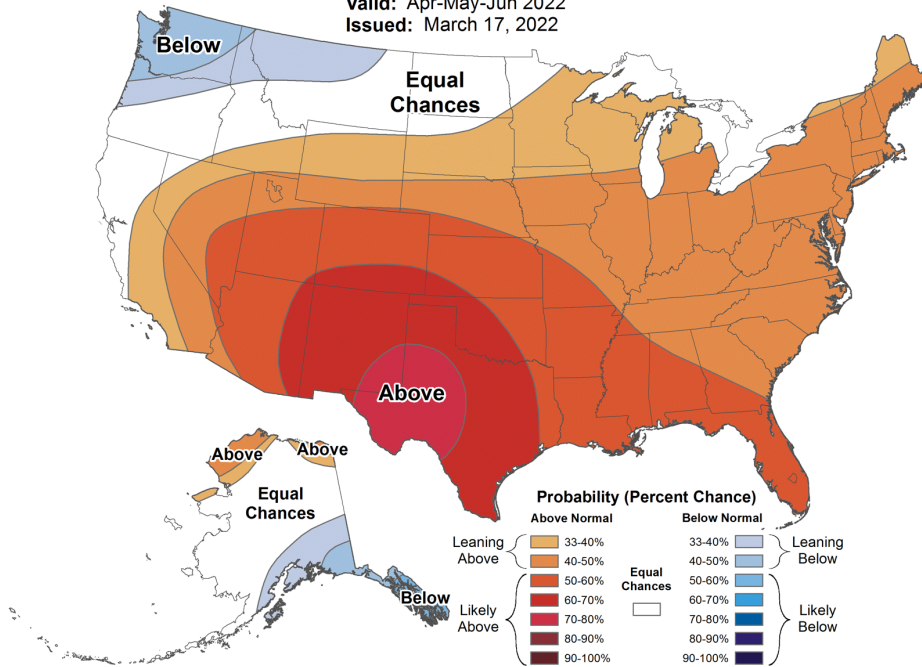 Valid: Apr-May-Jun 2022
Issued: March 17, 2022
Below
Equal
Chances
Above
Above
Above
Equal
Chances
Below
Probability (Percent Chance)
Above Normal
Below Normal
Leaning
Above
33-40%
40-50%
Likely
Above
50-60%
60-70%
70-80%
80-90%
90-100%
Equal
Chances
33-40%
40-50%
Leaning
Below
50-60%
60-70%
70-80%
80-90%
90-100%
Likely
Below